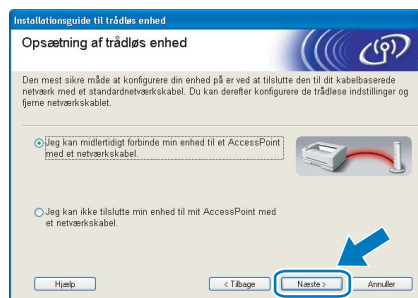 Installationsguide til trådløs enhed
Opsætning af trådløs enhed
Den mest sikre måde at konfigurere din enhed på er ved at tilslutte den til dit kabelbaserede
netværk med et standardnetværkskabel. Du kan derefter konfigurere de trådløse indstillinger og
fjerne netværkskablet.
Jeg kan midlertidigt forbinde min enhed til et AccessPoint
med et netværkskabel.
Jeg kan ikke tilslutte min enhed til mit AccessPoint med
et netværkskabel.
Hjælp
< Tilbage
Næste >
Annuller